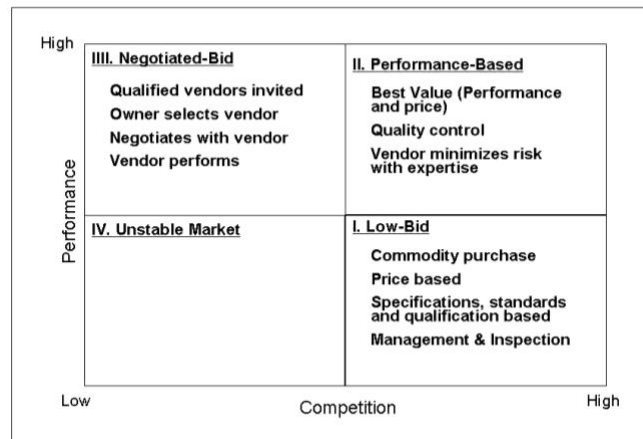 High
IIII. Negotiated-Bid
Qualified vendors invited
Owner selects vendor
Negotiates with vendor
Vendor performs
II. Performance-Based
Best Value (Performance
and price)
Quality control
Vendor minimizes risk
with expertise
Performance
IV. Unstable Market
I. Low-Bid
Commodity purchase
Price based
Specifications, standards
and qualification based
Management & Inspection
Low
Competition
High